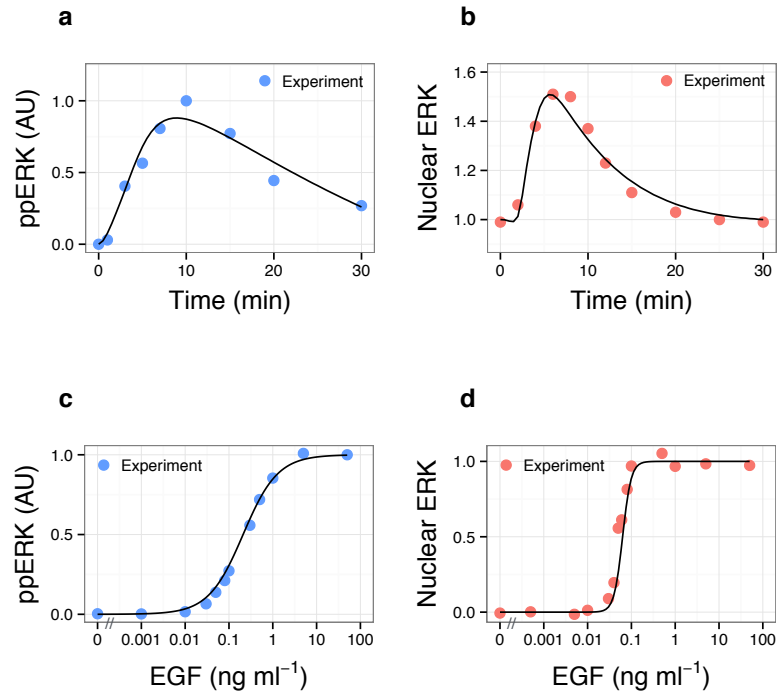 a
Experiment
ppERK (AU)
1.0
0.5
0.0
0 10 20 30
Time (min)
b
Experiment
Nuclear ERK
1.6
1.4
1.2
1.0
0 10 20 30
Time (min)
c
Experiment
ppERK (AU)
1.0
0.5
0.0
0 // 0.001 0.01 0.1 1 10 100
EGF (ng ml⁻¹)
d
Experiment
Nuclear ERK
1.0
0.5
0.0
0 // 0.001 0.01 0.1 1 10 100
EGF (ng ml⁻¹)